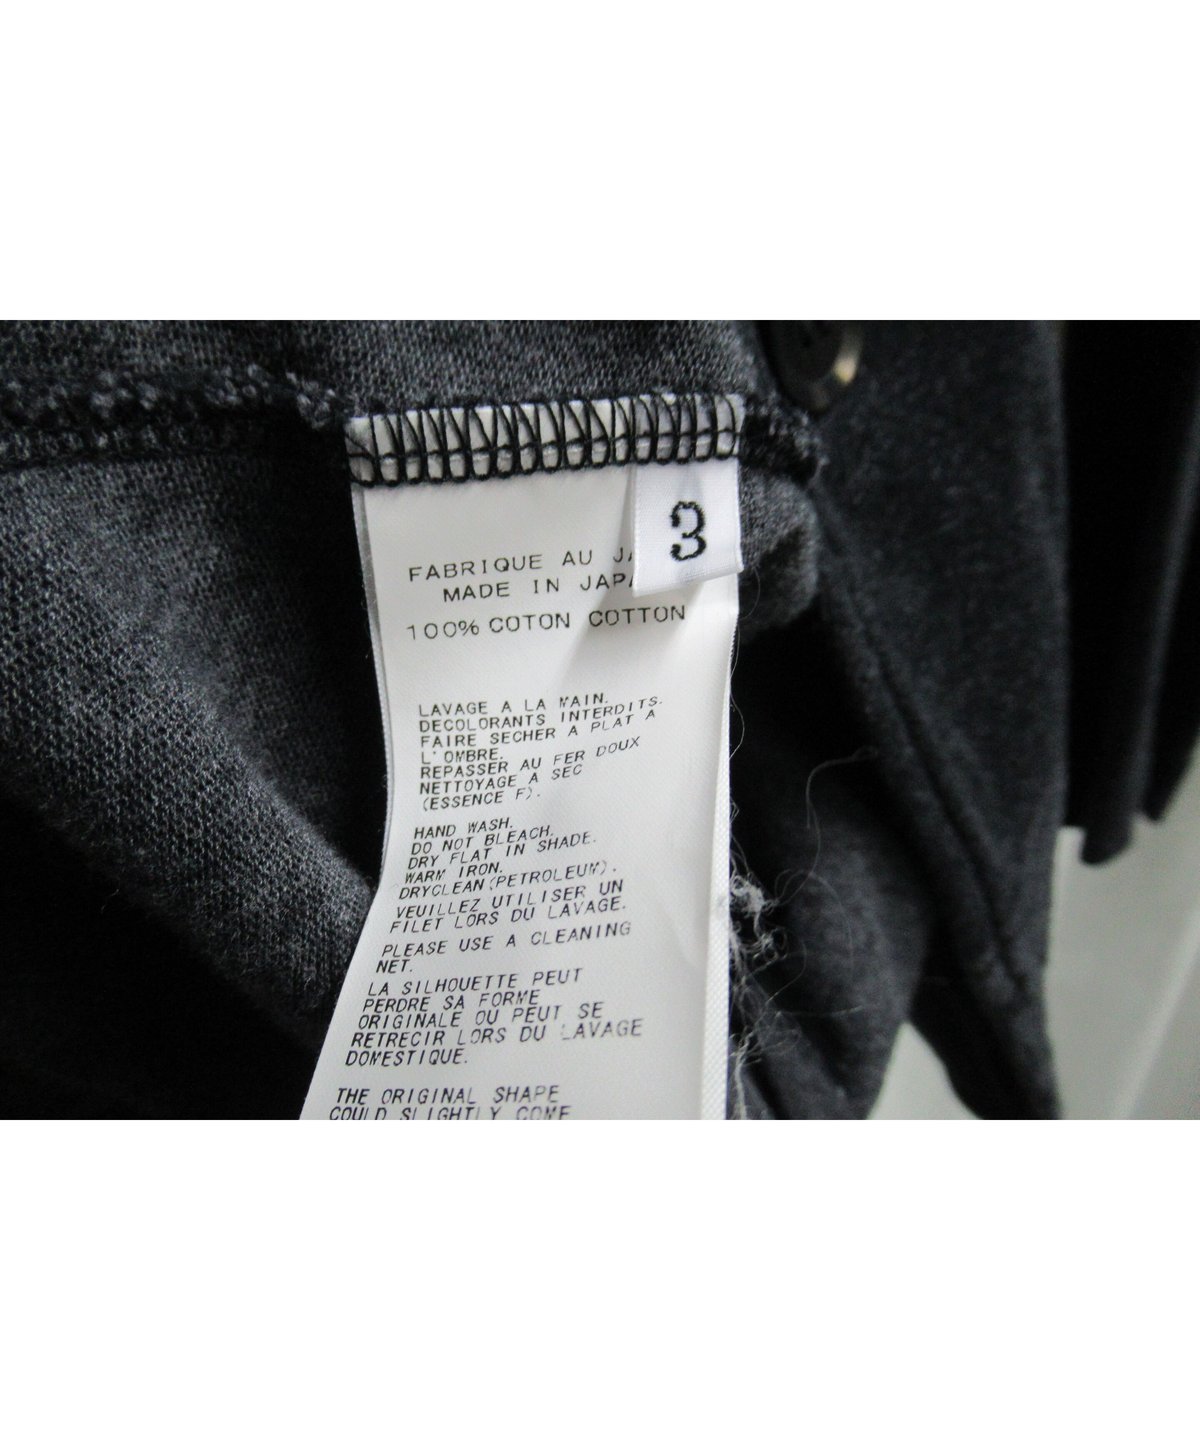 3
FABRIQUE AU JA
MADE IN JAPA
100% COTON COTTON
LAVAGE A LA MAIN.
DECOLORANTS INTERDITS.
FAIRE SECHER A PLAT A
L'OMBRE.
REPASSER AU FER DOUX
NETTOYAGE A SEC
(ESSENCE F).
HAND WASH.
DO NOT BLEACH.
DRY FLAT IN SHADE.
WARM IRON.
DRYCLEAN(PETROLEUM).
VEUILLEZ UTILISER UN
FILET LORS DU LAVAGE.
PLEASE USE A CLEANING
NET.
LA SILHOUETTE PEUT
PERDRE SA FORME
ORIGINALE OU PEUT SE
RETRECIR LORS DU LAVAGE
DOMESTIQUE.
THE ORIGINAL SHAPE
COULD SLIGHTLY COME